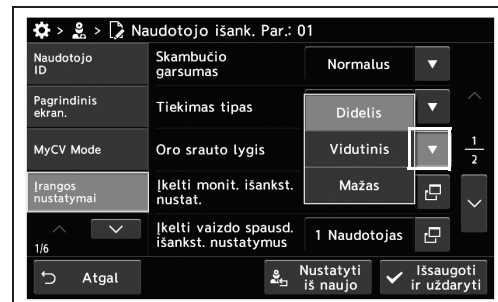 > > Naudotojo išank. Par.: 01
Naudotojo
ID
Pagrindinis
ekran.
MyCV Mode
Įrangos
nustatymai
1/6
Skambučio
garsumas
Normalus
Tiekimas tipas
Oro srauto lygis
Didelis
Vidutinis
Mažas
Įkelti monit. išankst.
nustat.
Įkelti vaizdo spausd.
išankst. nustatymus
1 Naudotojas
1
2
Atgal
Nustatyti
iš naujo
Išsaugoti
ir uždaryti